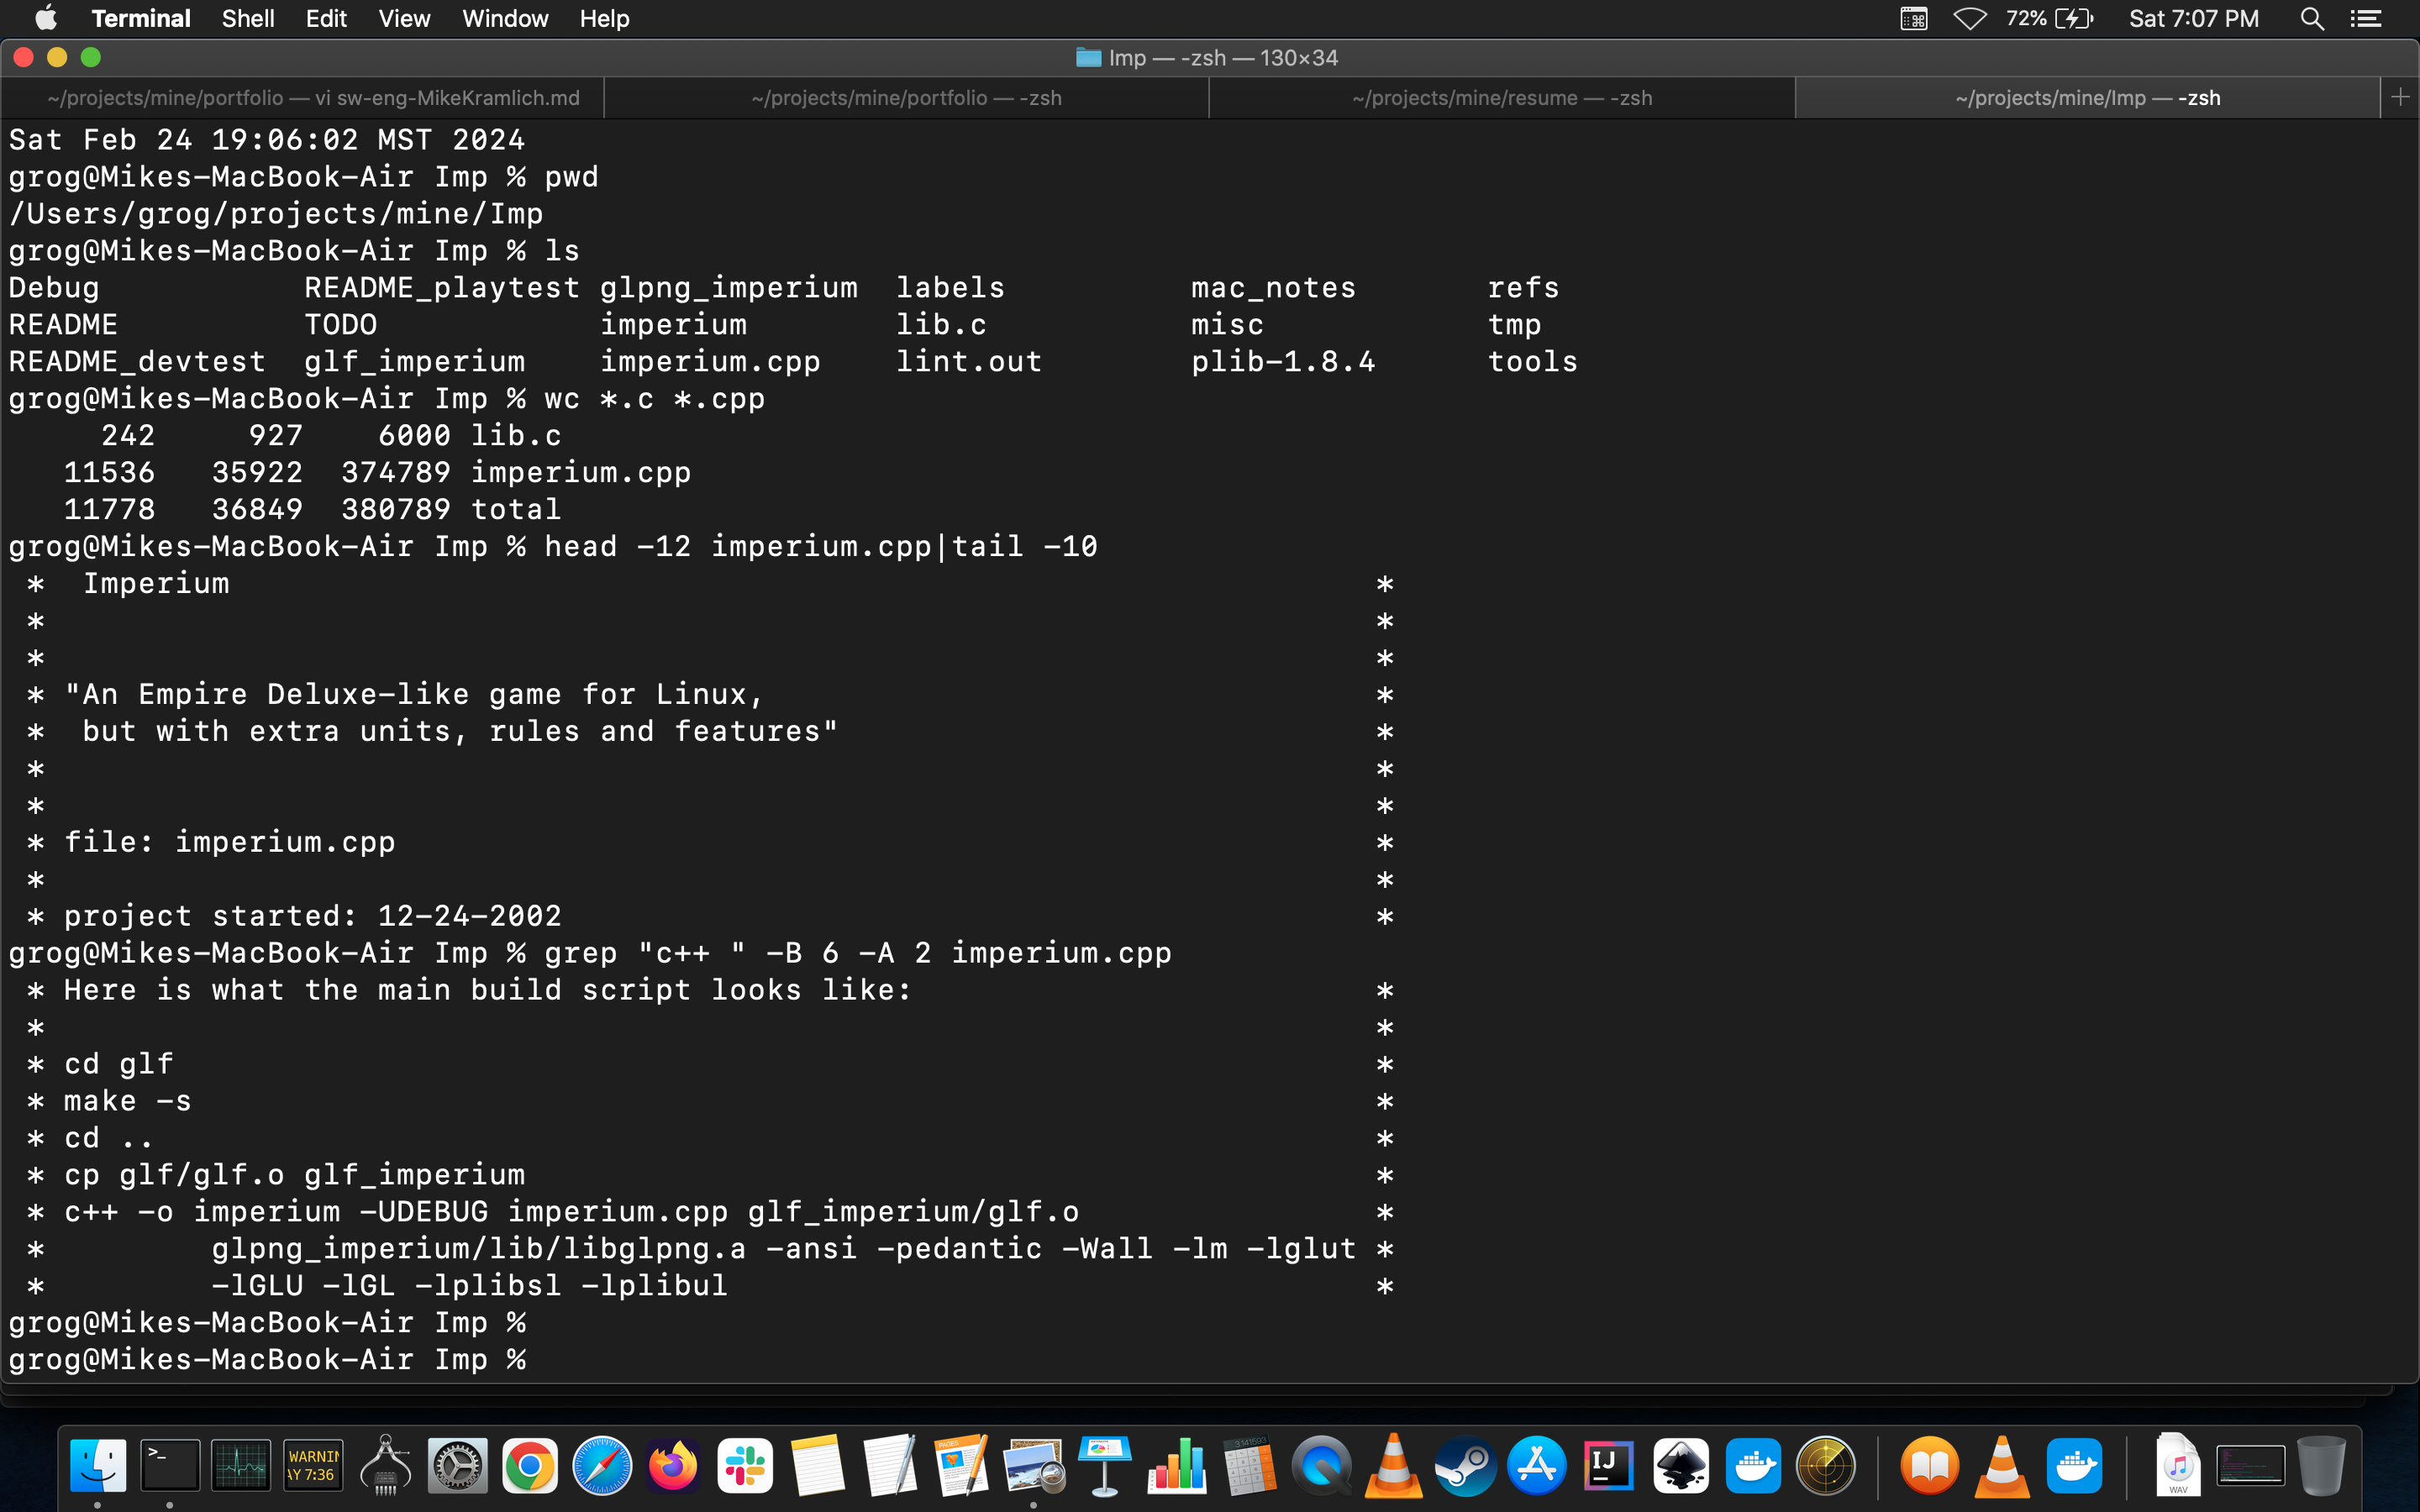 Terminal Shell Edit View Window Help 72% Sat 7:07 PM
Imp — -zsh — 130×34
~/projects/mine/portfolio — vi sw-eng-MikeKramlich.md ~/projects/mine/portfolio — -zsh ~/projects/mine/resume — -zsh ~/projects/mine/Imp — -zsh
Sat Feb 24 19:06:02 MST 2024
grog@Mikes-MacBook-Air Imp % pwd
/Users/grog/projects/mine/Imp
grog@Mikes-MacBook-Air Imp % ls
Debug README_playtest glpng_imperium labels mac_notes refs
README TODO imperium lib.c misc tmp
README_devtest glf_imperium imperium.cpp lint.out plib-1.8.4 tools
grog@Mikes-MacBook-Air Imp % wc *.c *.cpp
242 927 6000 lib.c
11536 35922 374789 imperium.cpp
11778 36849 380789 total
grog@Mikes-MacBook-Air Imp % head -12 imperium.cpp|tail -10
* Imperium *
* *
* *
* "An Empire Deluxe-like game for Linux, *
* but with extra units, rules and features" *
* *
* *
* file: imperium.cpp *
* *
* project started: 12-24-2002 *
grog@Mikes-MacBook-Air Imp % grep "c++ " -B 6 -A 2 imperium.cpp
* Here is what the main build script looks like: *
* *
* cd glf *
* make -s *
* cd .. *
* cp glf/glf.o glf_imperium *
* c++ -o imperium -UDEBUG imperium.cpp glf_imperium/glf.o *
* glpng_imperium/lib/libglpng.a -ansi -pedantic -Wall -lm -lglut *
* -lGLU -lGL -lplibsl -lplibul *
grog@Mikes-MacBook-Air Imp %
grog@Mikes-MacBook-Air Imp %
WARNIN
AY 7:36
PAGES
3.141593
IJ
WAV